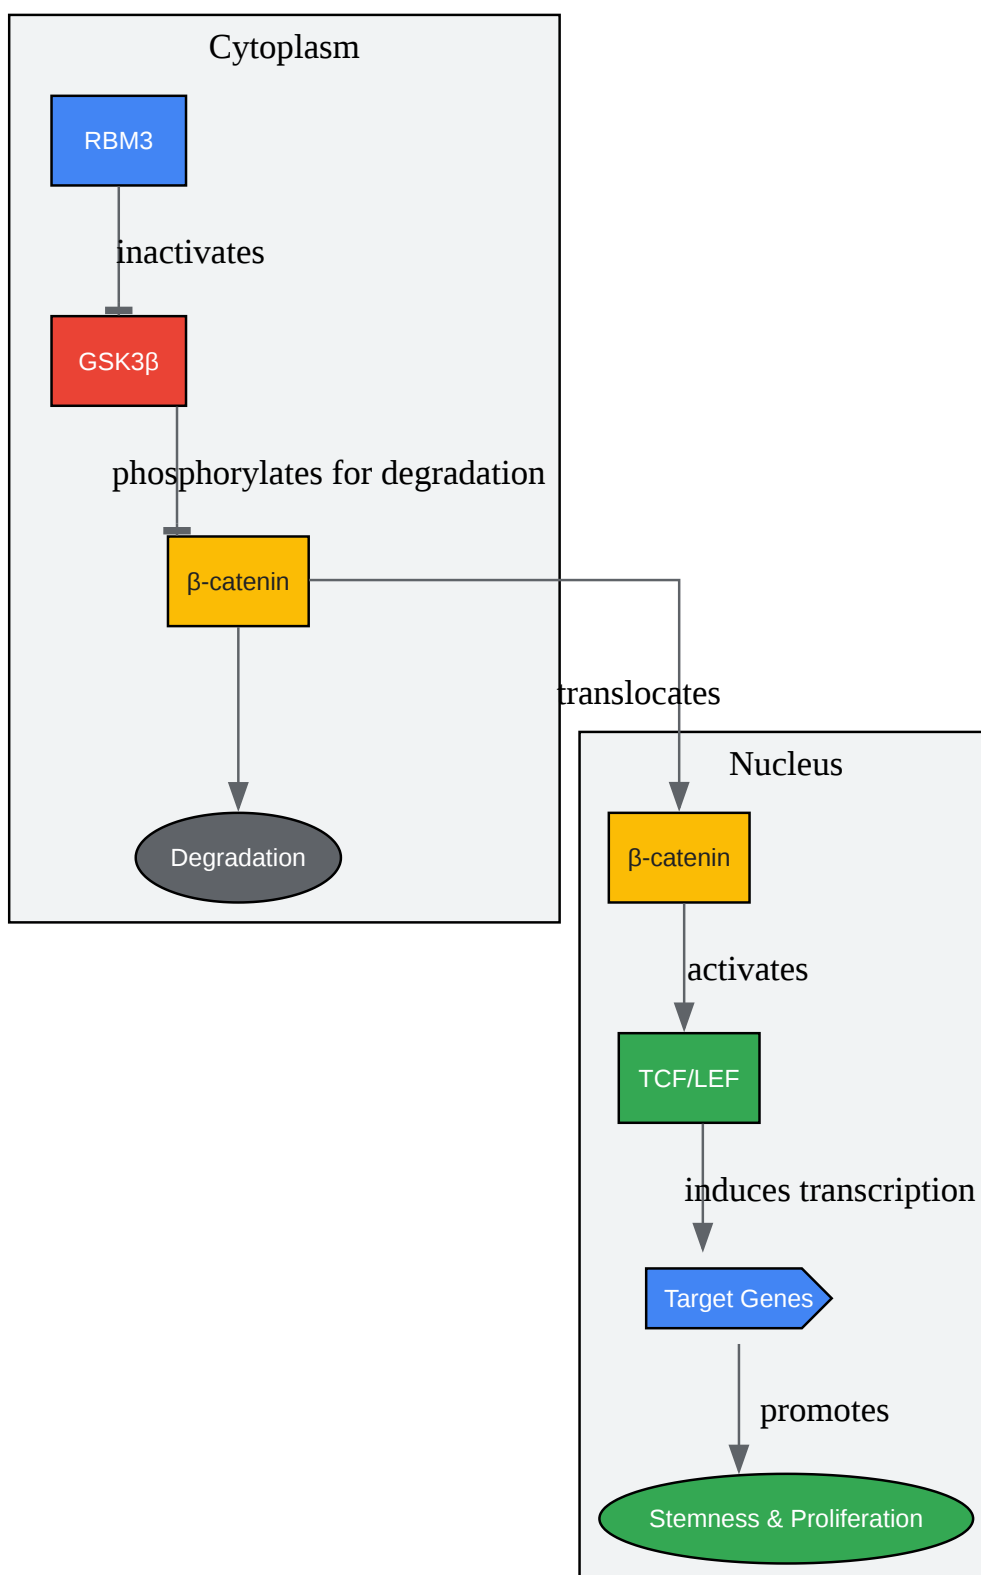 Cytoplasm
RBM3
inactivates
GSK3β
phosphorylates for degradation
β-catenin
translocates
Degradation
Nucleus
β-catenin
activates
TCF/LEF
induces transcription
Target Genes
promotes
Stemness & Proliferation